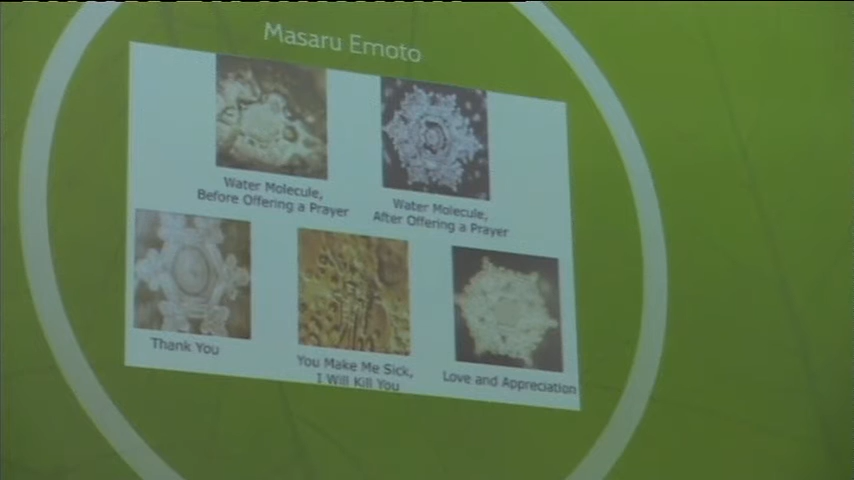 Masaru Emoto
Water Molecule,
Before Offering a Prayer
Water Molecule,
After Offering a Prayer
Thank You
You Make Me Sick,
I Will Kill You
Love and Appreciation